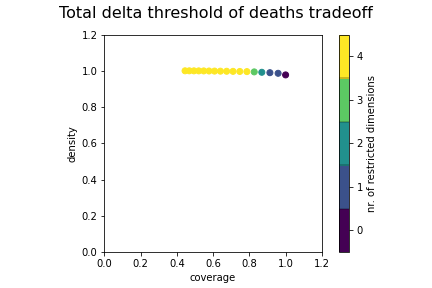 Total delta threshold of deaths tradeoff
1.2
1.0
0.8
0.6
0.4
0.2
0.0
density
0.0 0.2 0.4 0.6 0.8 1.0 1.2
coverage
4
3
2
1
0
nr. of restricted dimensions